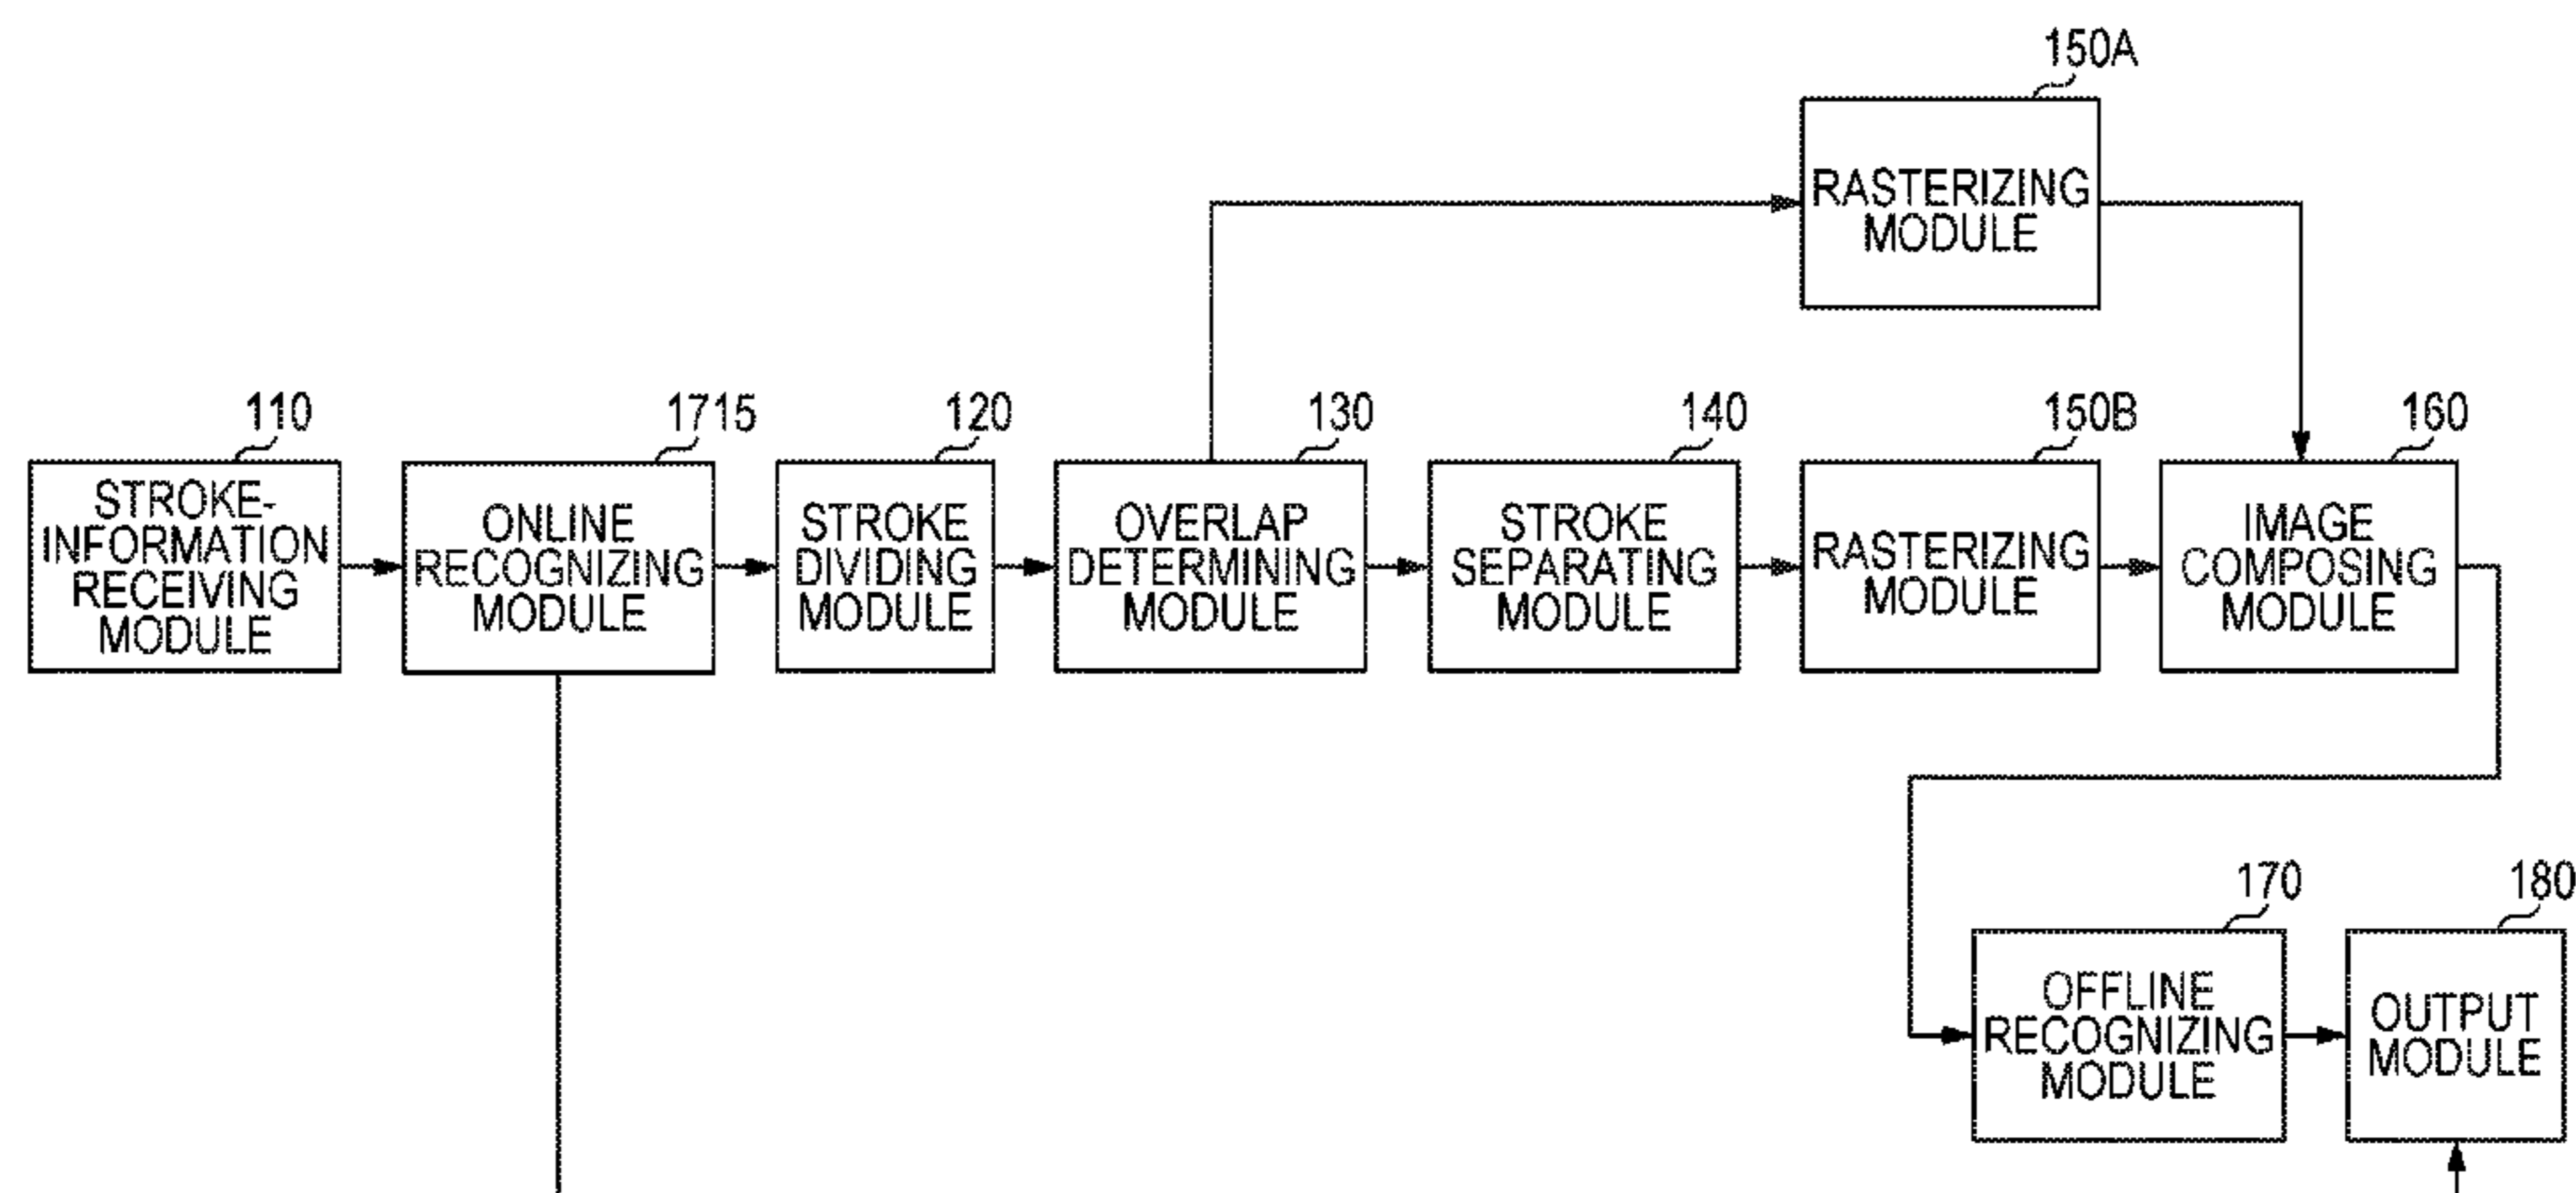 150A
RASTERIZING
MODULE
110
STROKE-
INFORMATION
RECEIVING
MODULE
1715
ONLINE
RECOGNIZING
MODULE
120
STROKE
DIVIDING
MODULE
130
OVERLAP
DETERMINING
MODULE
140
STROKE
SEPARATING
MODULE
150B
RASTERIZING
MODULE
160
IMAGE
COMPOSING
MODULE
170
OFFLINE
RECOGNIZING
MODULE
180
OUTPUT
MODULE